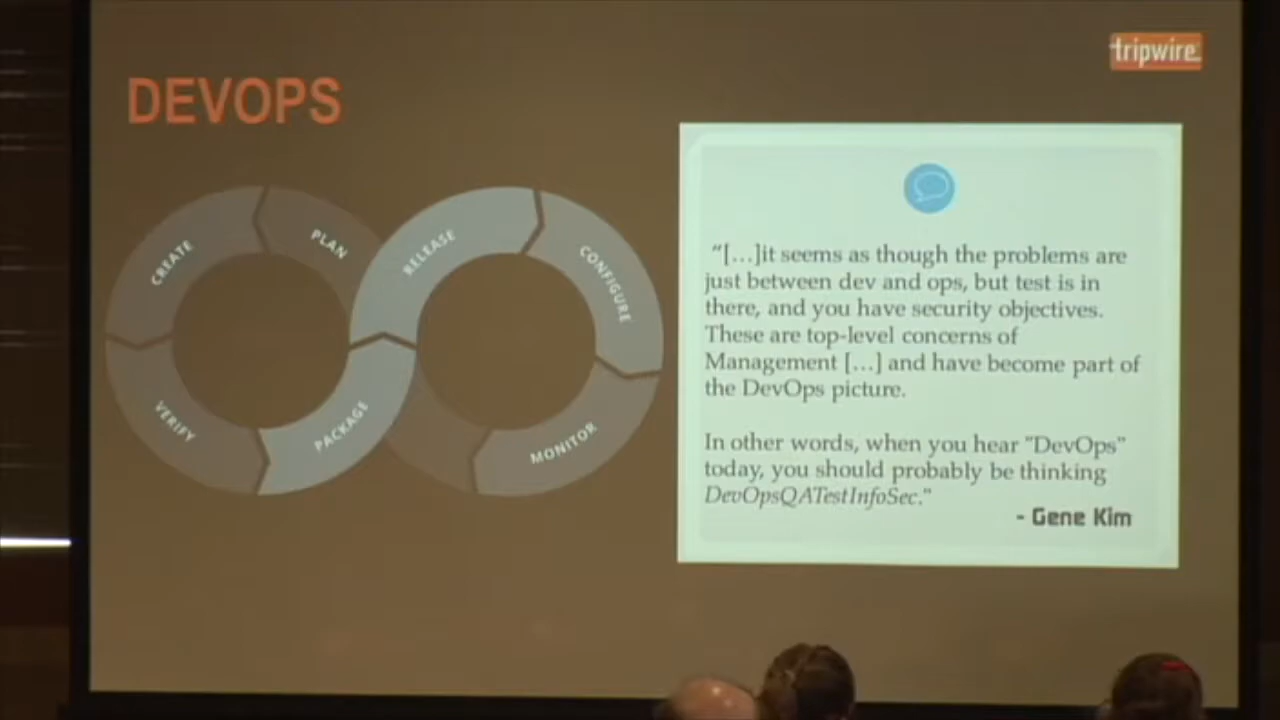 tripwire
DEVOPS
CREATE
PLAN
RELEASE
CONFIGURE
VERIFY
PACKAGE
MONITOR
“[...]it seems as though the problems are
just between dev and ops, but test is in
there, and you have security objectives.
These are top-level concerns of
Management [...] and have become part of
the DevOps picture.
In other words, when you hear "DevOps"
today, you should probably be thinking
DevOpsQATestInfoSec."
- Gene Kim